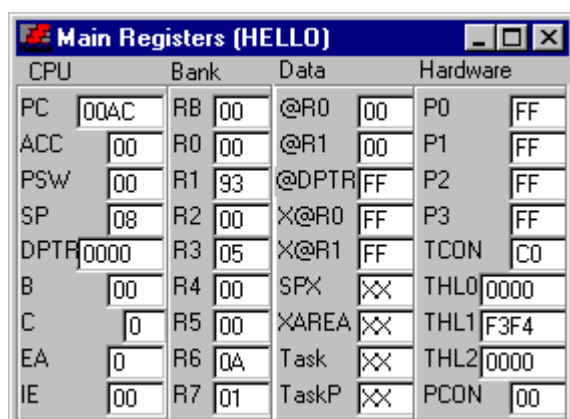 Main Registers (HELLO)
CPU Bank Data Hardware
PC 00AC RB 00 @R0 00 P0 FF
ACC 00 R0 00 @R1 00 P1 FF
PSW 00 R1 93 @DPTR FF P2 FF
SP 08 R2 00 X@R0 FF P3 FF
DPTR 0000 R3 05 X@R1 FF TCON C0
B 00 R4 00 SPX XX THL0 0000
C 0 R5 00 XAREA XX THL1 F3F4
EA 0 R6 0A Task XX THL2 0000
IE 00 R7 01 TaskP XX PCON 00